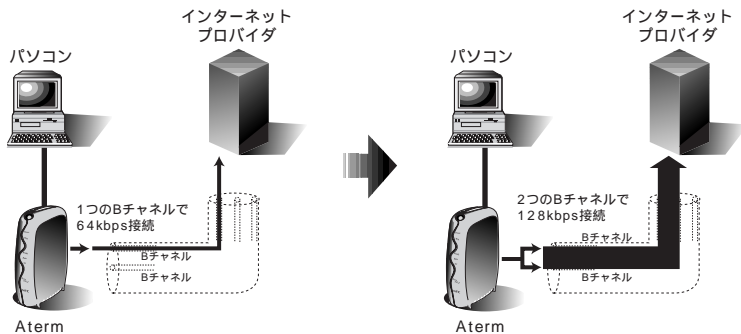 インターネット
プロバイダ
パソコン
1つのBチャネルで
64kbps接続
Bチャネル
Bチャネル
Aterm
インターネット
プロバイダ
パソコン
2つのBチャネルで
128kbps接続
Bチャネル
Bチャネル
Aterm